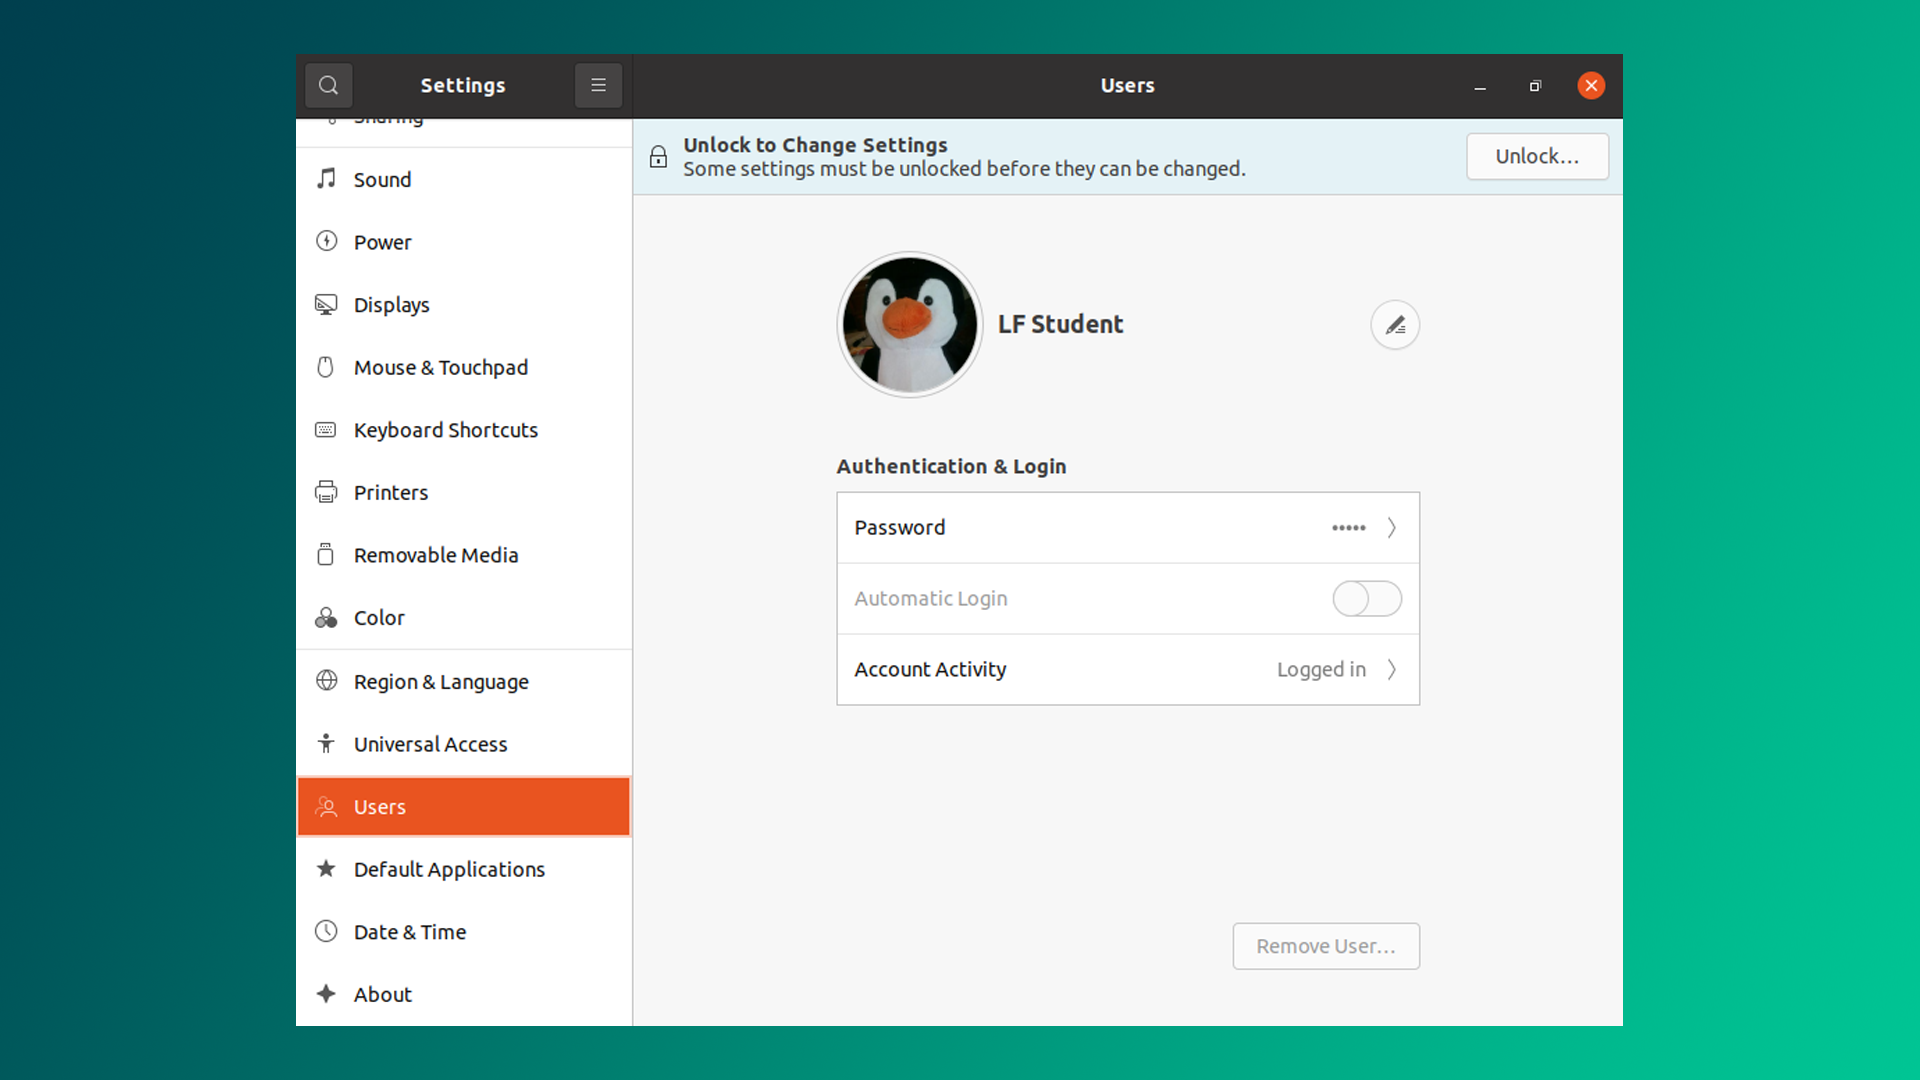 Settings
Users
Sharing
Sound
Power
Displays
Mouse & Touchpad
Keyboard Shortcuts
Printers
Removable Media
Color
Region & Language
Universal Access
Users
Default Applications
Date & Time
About
Unlock to Change Settings
Some settings must be unlocked before they can be changed.
Unlock...
LF Student
Authentication & Login
Password •••••
Automatic Login
Account Activity Logged in
Remove User...